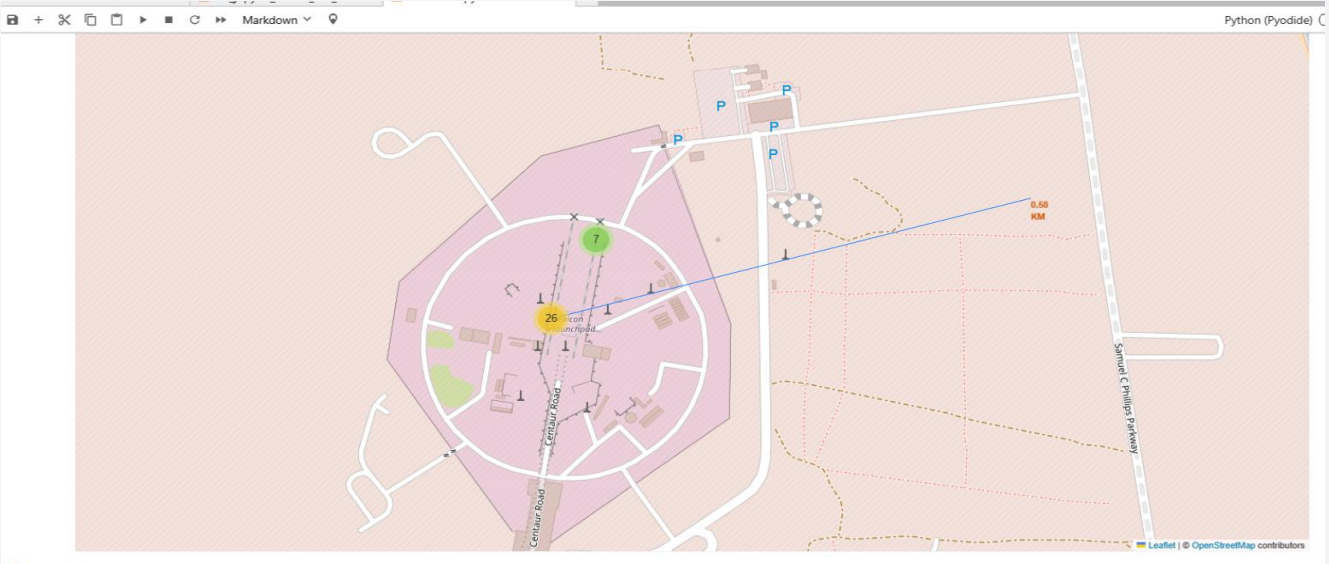 Markdown
Python (Pyodide)
P
P
P
P
P
0.58
KM
7
26
Centaur Road
Centaur Road
Samuel C Phillips Parkway
Leaflet | © OpenStreetMap contributors